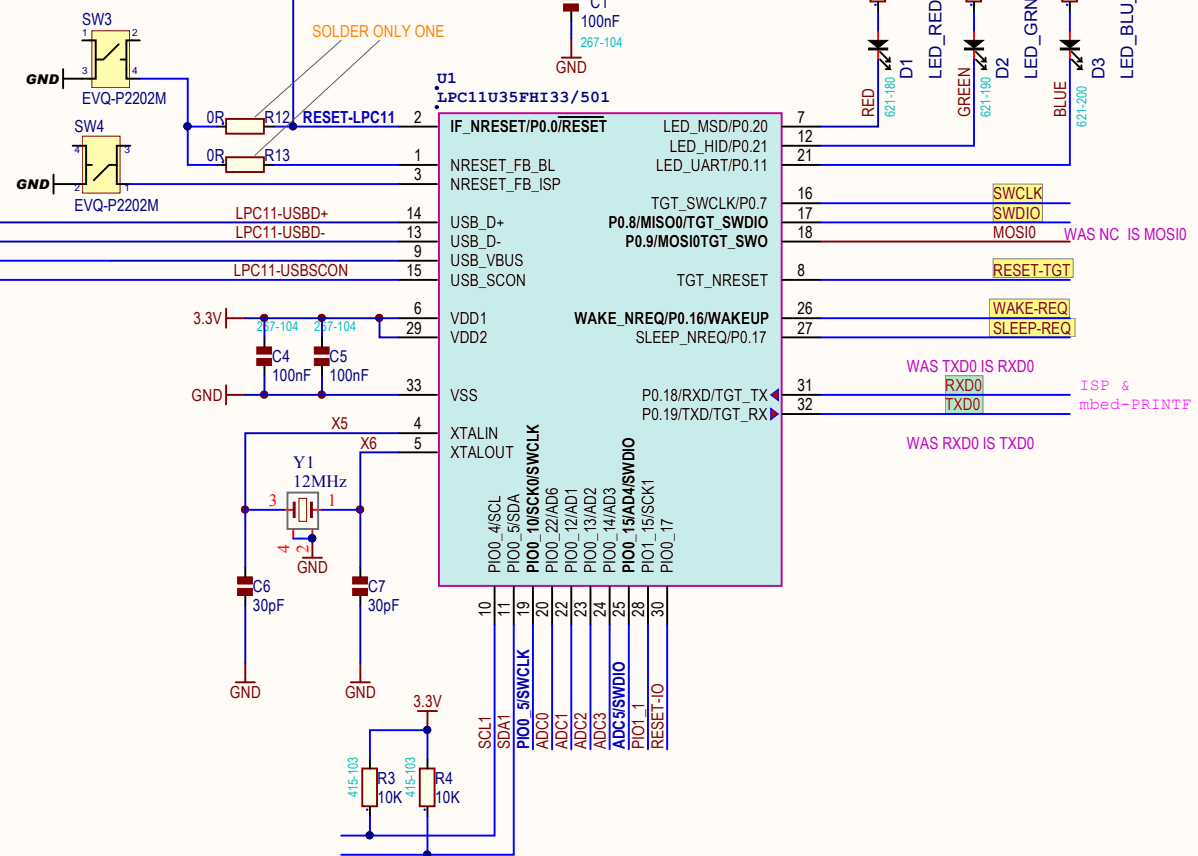 SW3
1
2
3
4
GND
EVQ-P2202M
SW4
4
3
2
1
GND
EVQ-P2202M
SOLDER ONLY ONE
0R
R12
RESET-LPC11
0R
R13
C1
100nF
267-104
GND
RED
621-180
D1
LED_RED
GREEN
621-190
D2
LED_GRN
BLUE
621-200
D3
LED_BLU
U1
LPC11U35FHI33/501
2 IF_NRESET/P0.0/RESET
1 NRESET_FB_BL
3 NRESET_FB_ISP
LPC11-USBD+ 14 USB_D+
LPC11-USBD- 13 USB_D-
9 USB_VBUS
LPC11-USBSCON 15 USB_SCON
3.3V
6 VDD1
29 VDD2
267-104
267-104
C4
100nF
C5
100nF
GND
33 VSS
X5 4 XTALIN
X6 5 XTALOUT
LED_MSD/P0.20 7
LED_HID/P0.21 12
LED_UART/P0.11 21
TGT_SWCLK/P0.7 16 SWCLK
P0.8/MISO0/TGT_SWDIO 17 SWDIO
P0.9/MOSI0TGT_SWO 18 MOSI0 WAS NC IS MOSI0
TGT_NRESET 8 RESET-TGT
WAKE_NREQ/P0.16/WAKEUP 26 WAKE-REQ
SLEEP_NREQ/P0.17 27 SLEEP-REQ
WAS TXD0 IS RXD0
P0.18/RXD/TGT_TX 31 RXD0
P0.19/TXD/TGT_RX 32 TXD0
ISP &
mbed-PRINTF
WAS RXD0 IS TXD0
Y1
12MHz
3
1
4
2
GND
C6
30pF
C7
30pF
GND
GND
PIO0_4/SCL 10 SCL1
PIO0_5/SDA 11 SDA1
PIO0_10/SCK0/SWCLK 19 PIO0_5/SWCLK
PIO0_22/AD6 20 ADC0
PIO0_12/AD1 22 ADC1
PIO0_13/AD2 23 ADC2
PIO0_14/AD3 24 ADC3
PIO0_15/AD4/SWDIO 25 ADC5/SWDIO
PIO1_15/SCK1 28 PIO1_1
PIO0_17 30 RESET-IO
3.3V
415-103
R3
10K
415-103
R4
10K